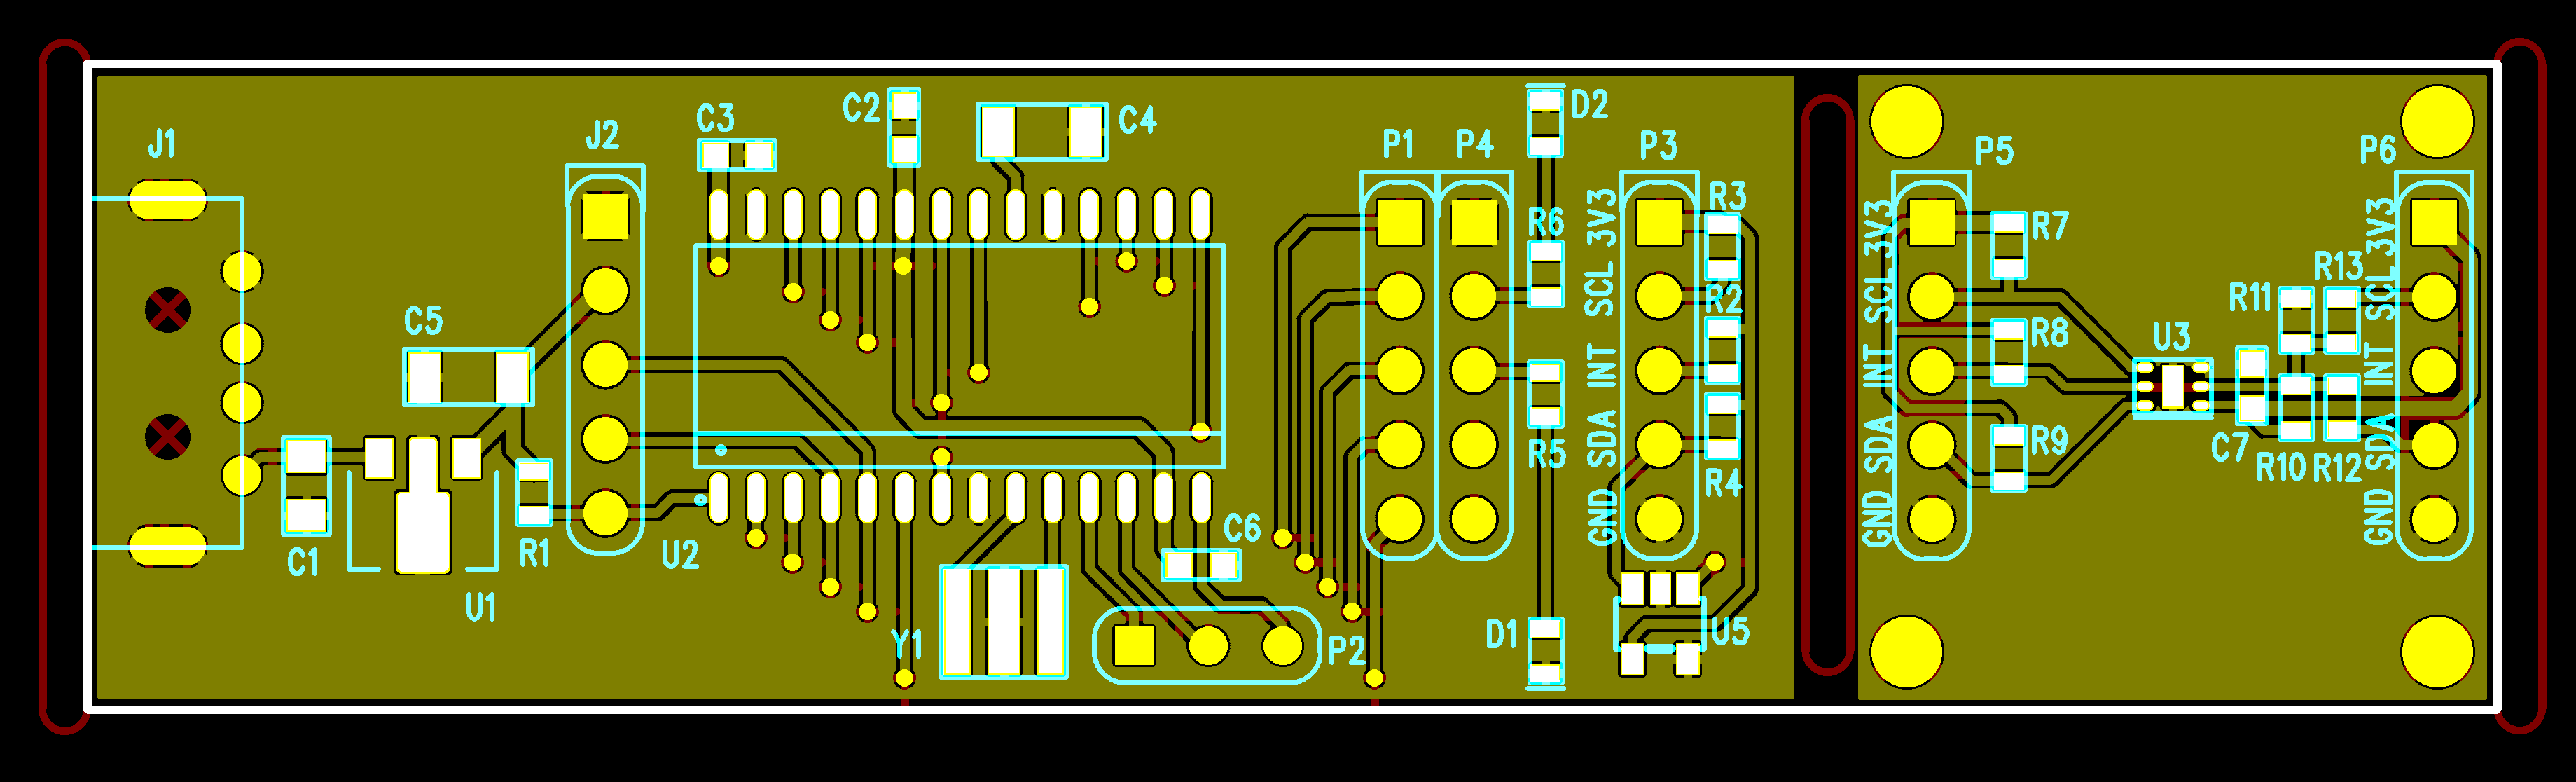 J1
C1
C5
U1
R1
J2
U2
C3
C2
C4
Y1
C6
P2
P1
P4
D2
R6
R5
D1
P3
GND SDA INT SCL 3V3
R3
R2
R4
U5
P5
GND SDA INT SCL 3V3
R7
R8
R9
U3
C7
R11
R13
R10
R12
P6
GND SDA INT SCL 3V3